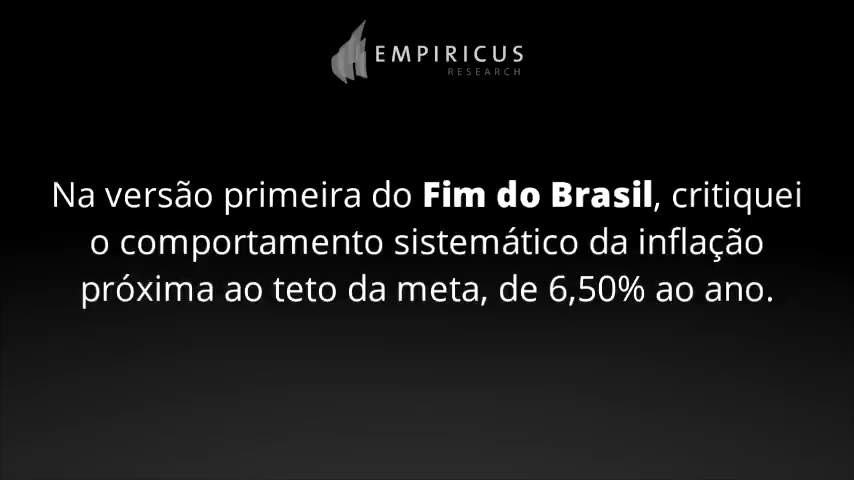 EMPIRICUS
RESEARCH
Na versão primeira do Fim do Brasil, critiquei
o comportamento sistemático da inflação
próxima ao teto da meta, de 6,50% ao ano.